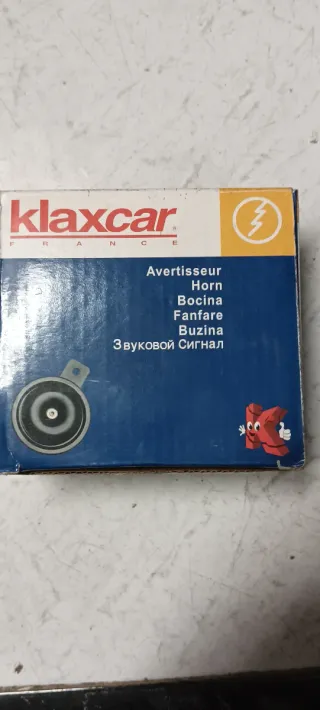 klaxcar®
FRANCE
Avertisseur
Horn
Bocina
Fanfare
Buzina
Звуковой Сигнал